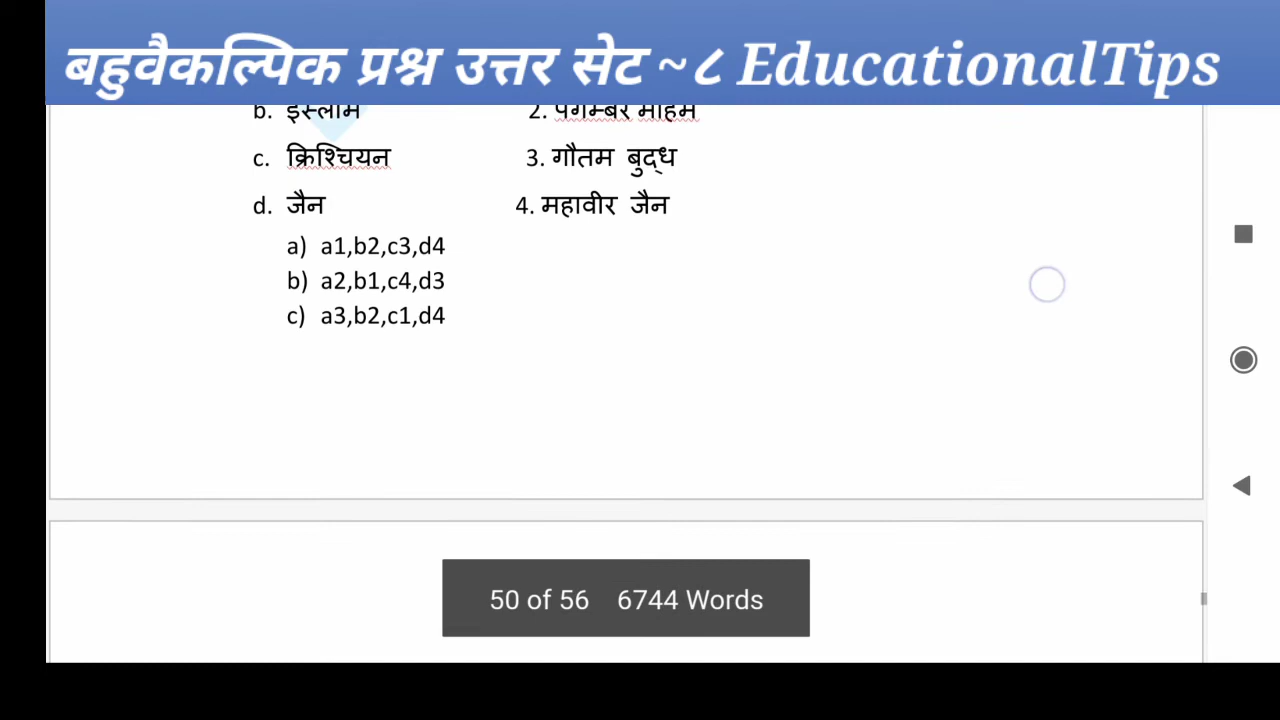 बहुवैकल्पिक प्रश्न उत्तर सेट ~८ EducationalTips
b. इस्लाम 2. पैगम्बर मोहम
c. क्रिश्चियन 3. गौतम बुद्ध
d. जैन 4. महावीर जैन
a) a1,b2,c3,d4
b) a2,b1,c4,d3
c) a3,b2,c1,d4
50 of 56 6744 Words